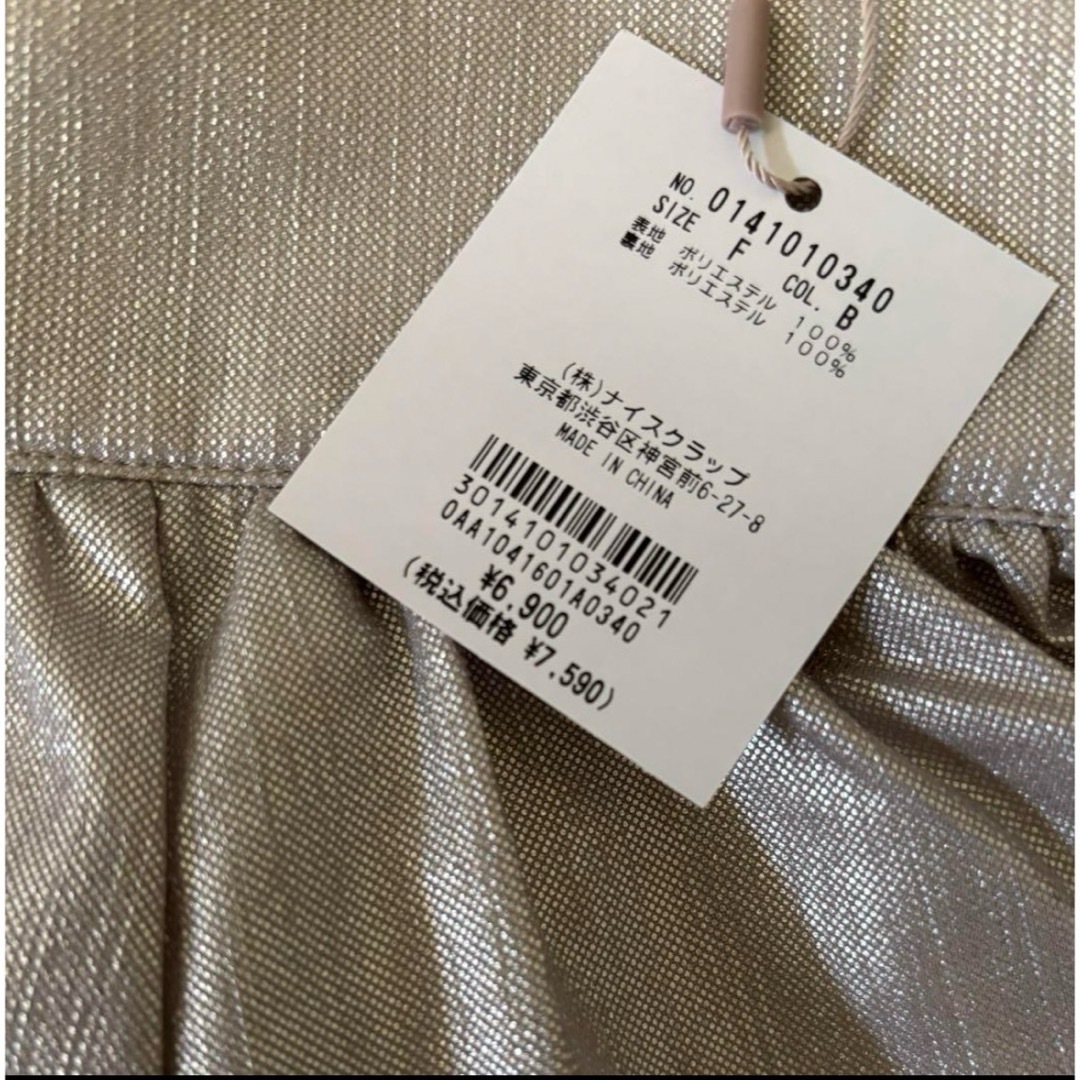 NO. 0141010340
SIZE F COL. B
表地 ポリエステル 100%
裏地 ポリエステル 100%
(株)ナイスクラップ
東京都渋谷区神宮前6-27-8
MADE IN CHINA
3014101034021
0AA1041601A0340
¥6,900
(税込価格 ¥7,590)